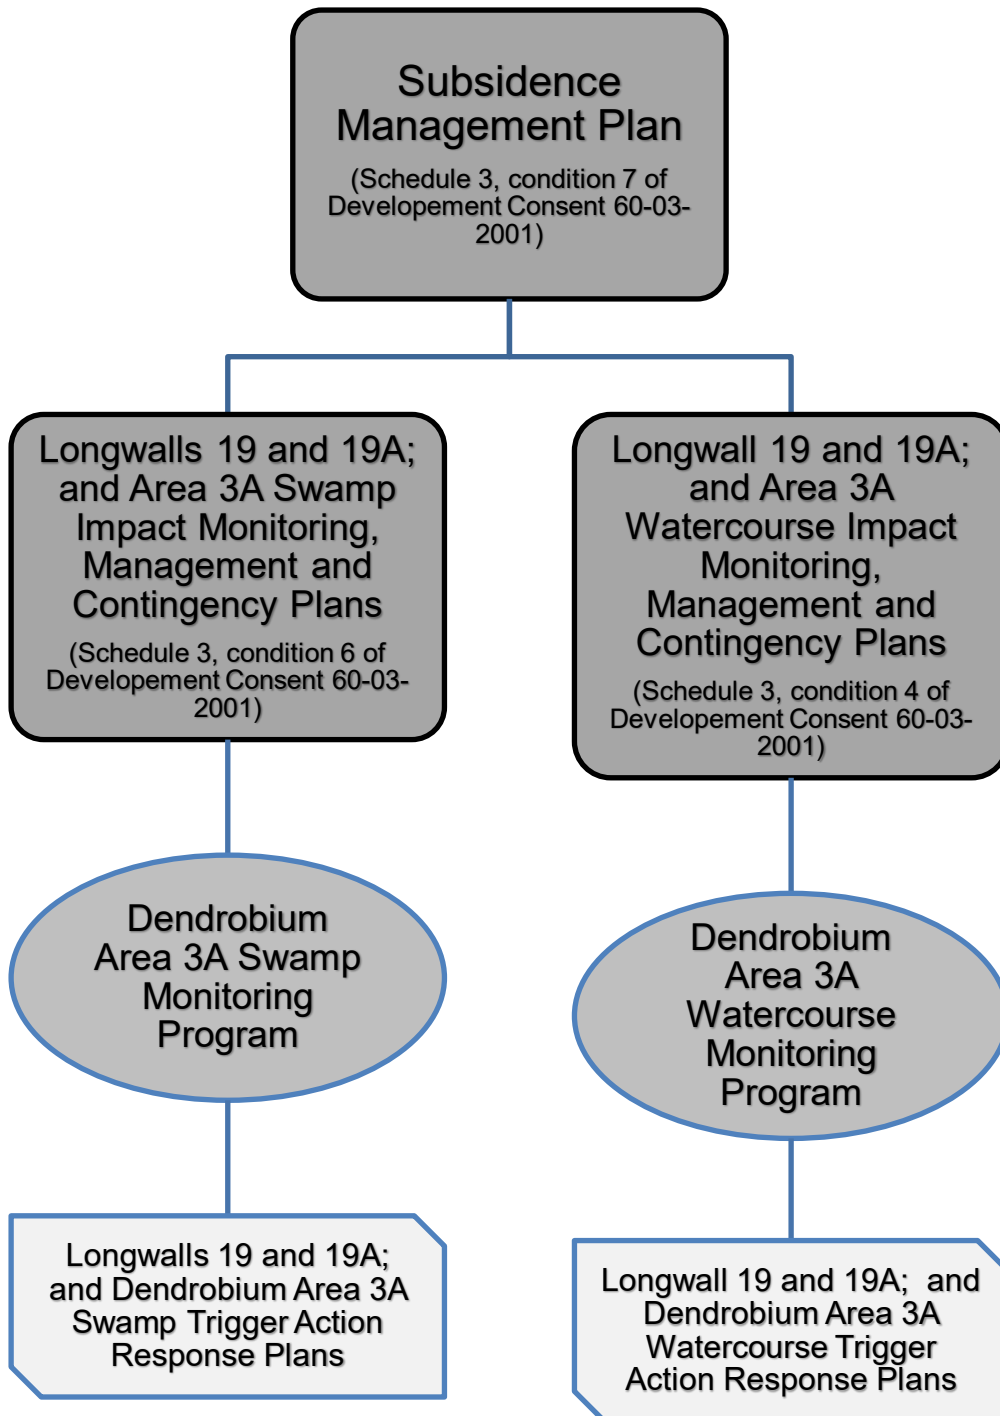 Subsidence
Management Plan
(Schedule 3, condition 7 of
Developement Consent 60-03-
2001)
Longwalls 19 and 19A;
and Area 3A Swamp
Impact Monitoring,
Management and
Contingency Plans
(Schedule 3, condition 6 of
Developement Consent 60-03-
2001)
Longwall 19 and 19A;
and Area 3A
Watercourse Impact
Monitoring,
Management and
Contingency Plans
(Schedule 3, condition 4 of
Developement Consent 60-03-
2001)
Dendrobium
Area 3A Swamp
Monitoring
Program
Dendrobium
Area 3A
Watercourse
Monitoring
Program
Longwalls 19 and 19A;
and Dendrobium Area 3A
Swamp Trigger Action
Response Plans
Longwall 19 and 19A;  and
Dendrobium Area 3A
Watercourse Trigger
Action Response Plans